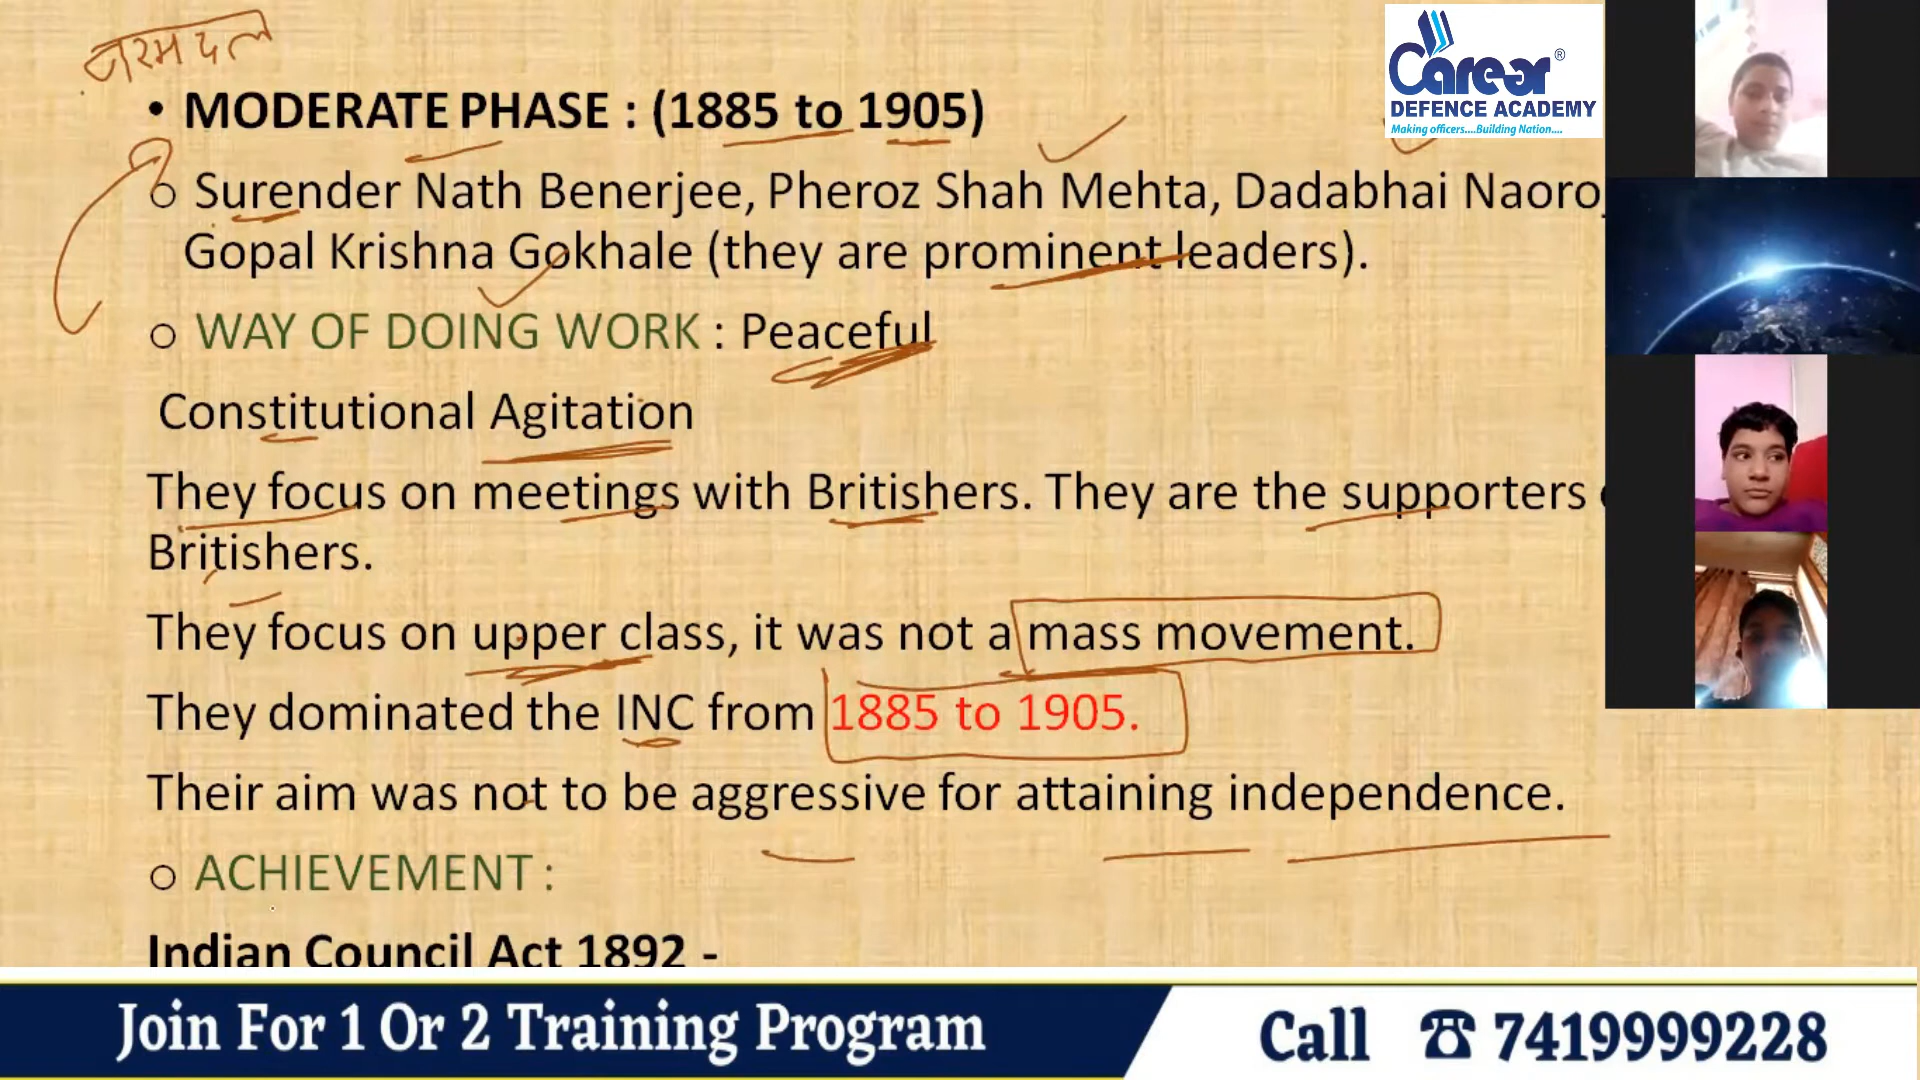 नरम दल
• MODERATE PHASE : (1885 to 1905)
o Surender Nath Benerjee, Pheroz Shah Mehta, Dadabhai Naoro
Gopal Krishna Gokhale (they are prominent leaders).
o WAY OF DOING WORK : Peaceful
Constitutional Agitation
They focus on meetings with Britishers. They are the supporters
Britishers.
They focus on upper class, it was not a mass movement.
They dominated the INC from 1885 to 1905.
Their aim was not to be aggressive for attaining independence.
o ACHIEVEMENT :
Indian Council Act 1892 -
Carear®
DEFENCE ACADEMY
Making officers....Building Nation....
Join For 1 Or 2 Training Program
Call ☎ 7419999228